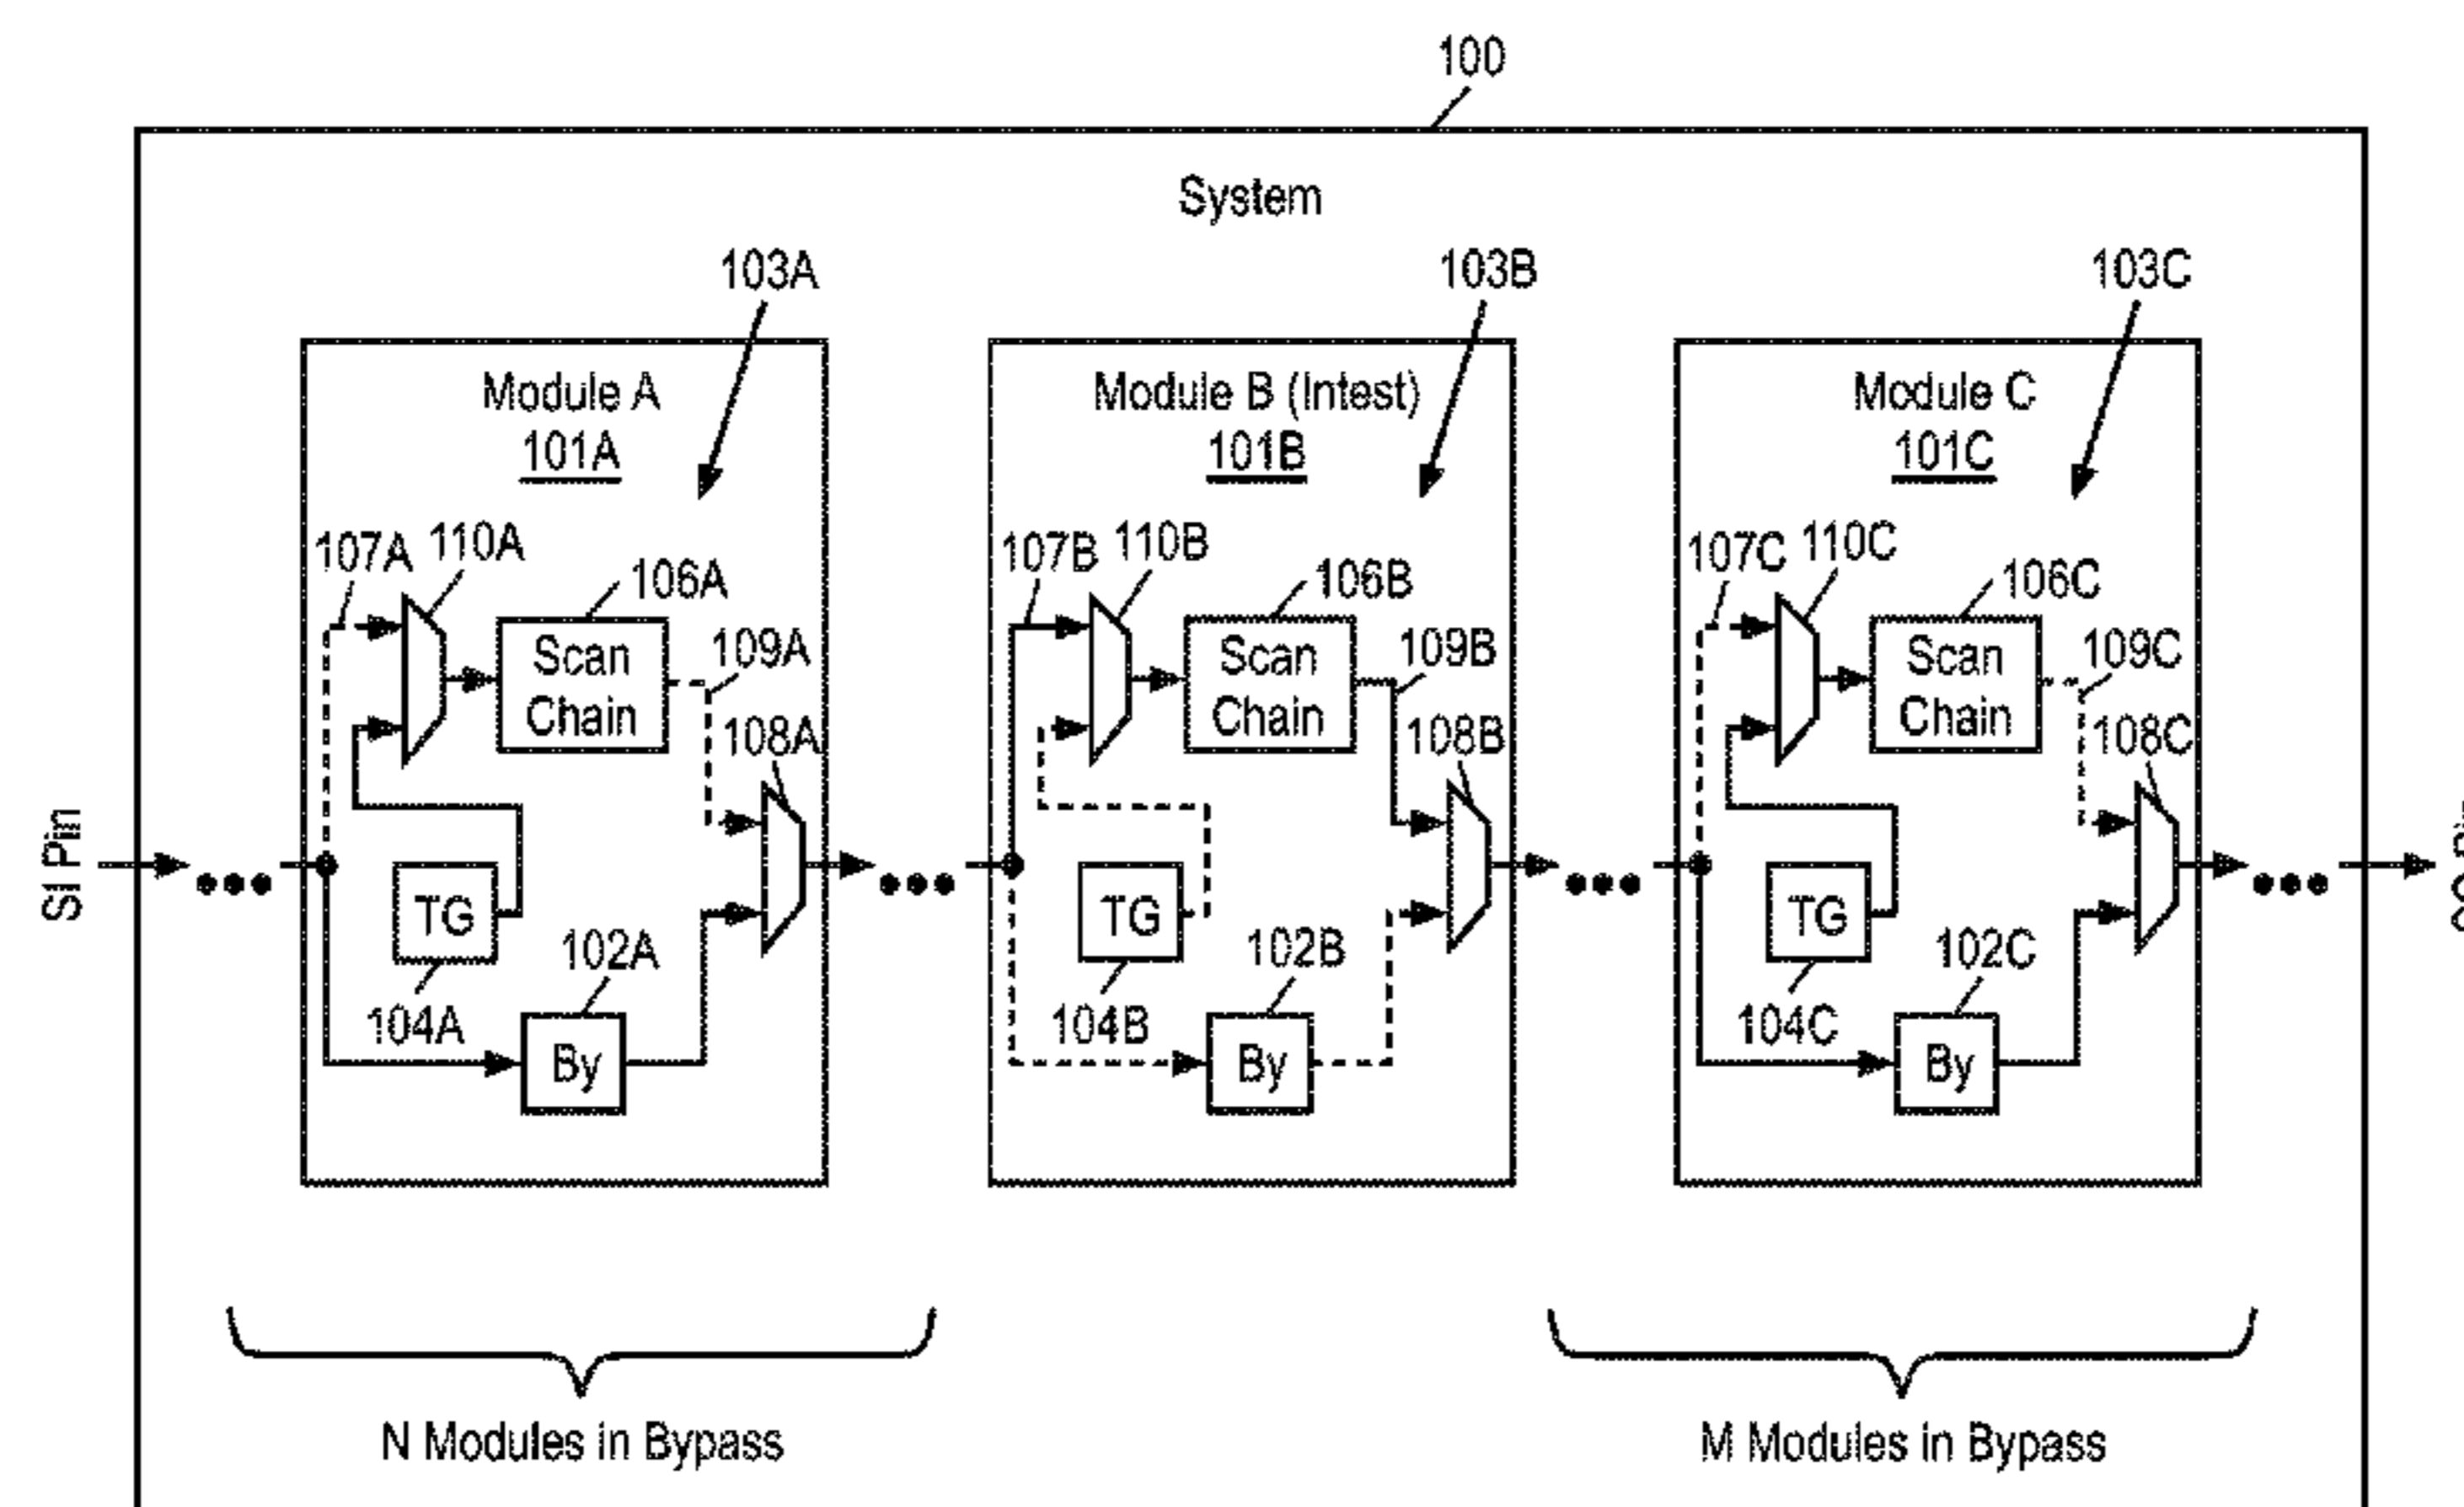 100
System
103A
103B
103C
Module A
101A
Module B (Intest)
101B
Module C
101C
107A
110A
106A
107B
110B
106B
107C
110C
106C
Scan
Chain
109A
Scan
Chain
109B
Scan
Chain
109C
108A
108B
108C
SI Pin
TG
TG
TG
102A
102B
102C
104A
104B
104C
By
By
By
N Modules in Bypass
M Modules in Bypass